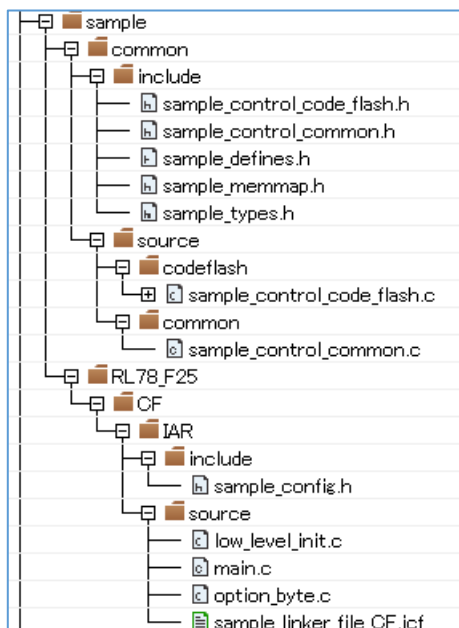 sample
common
include
sample_control_code_flash.h
sample_control_common.h
sample_defines.h
sample_memmap.h
sample_types.h
source
codeflash
sample_control_code_flash.c
common
sample_control_common.c
RL78_F25
CF
IAR
include
sample_config.h
source
low_level_init.c
main.c
option_byte.c
sample_linker_file_CF.icf